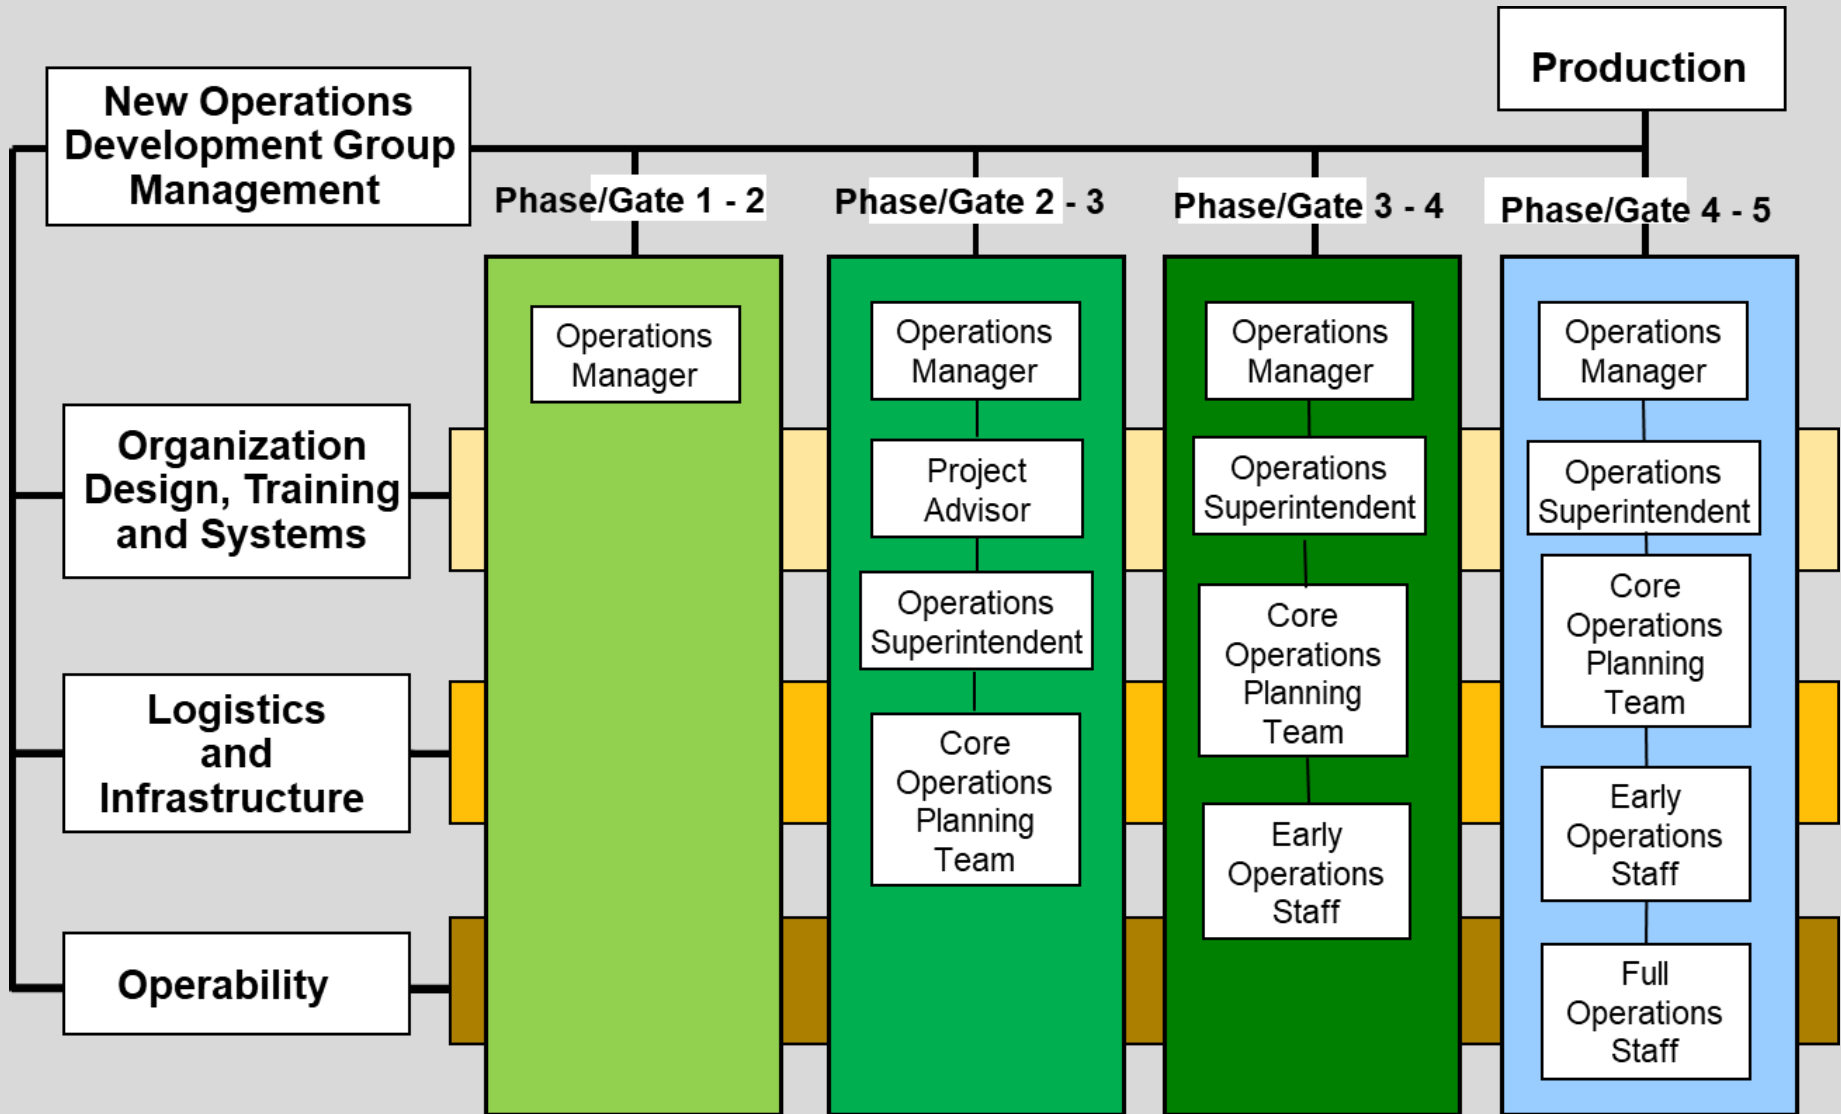 Production
New Operations
Development Group
Management
Phase/Gate 1 - 2
Phase/Gate 2 - 3
Phase/Gate 3 - 4
Phase/Gate 4 - 5
Organization
Design, Training
and Systems
Logistics
and
Infrastructure
Operability
Operations
Manager
Operations
Manager
Project
Advisor
Operations
Superintendent
Core
Operations
Planning
Team
Operations
Manager
Operations
Superintendent
Core
Operations
Planning
Team
Early
Operations
Staff
Operations
Manager
Operations
Superintendent
Core
Operations
Planning
Team
Early
Operations
Staff
Full
Operations
Staff